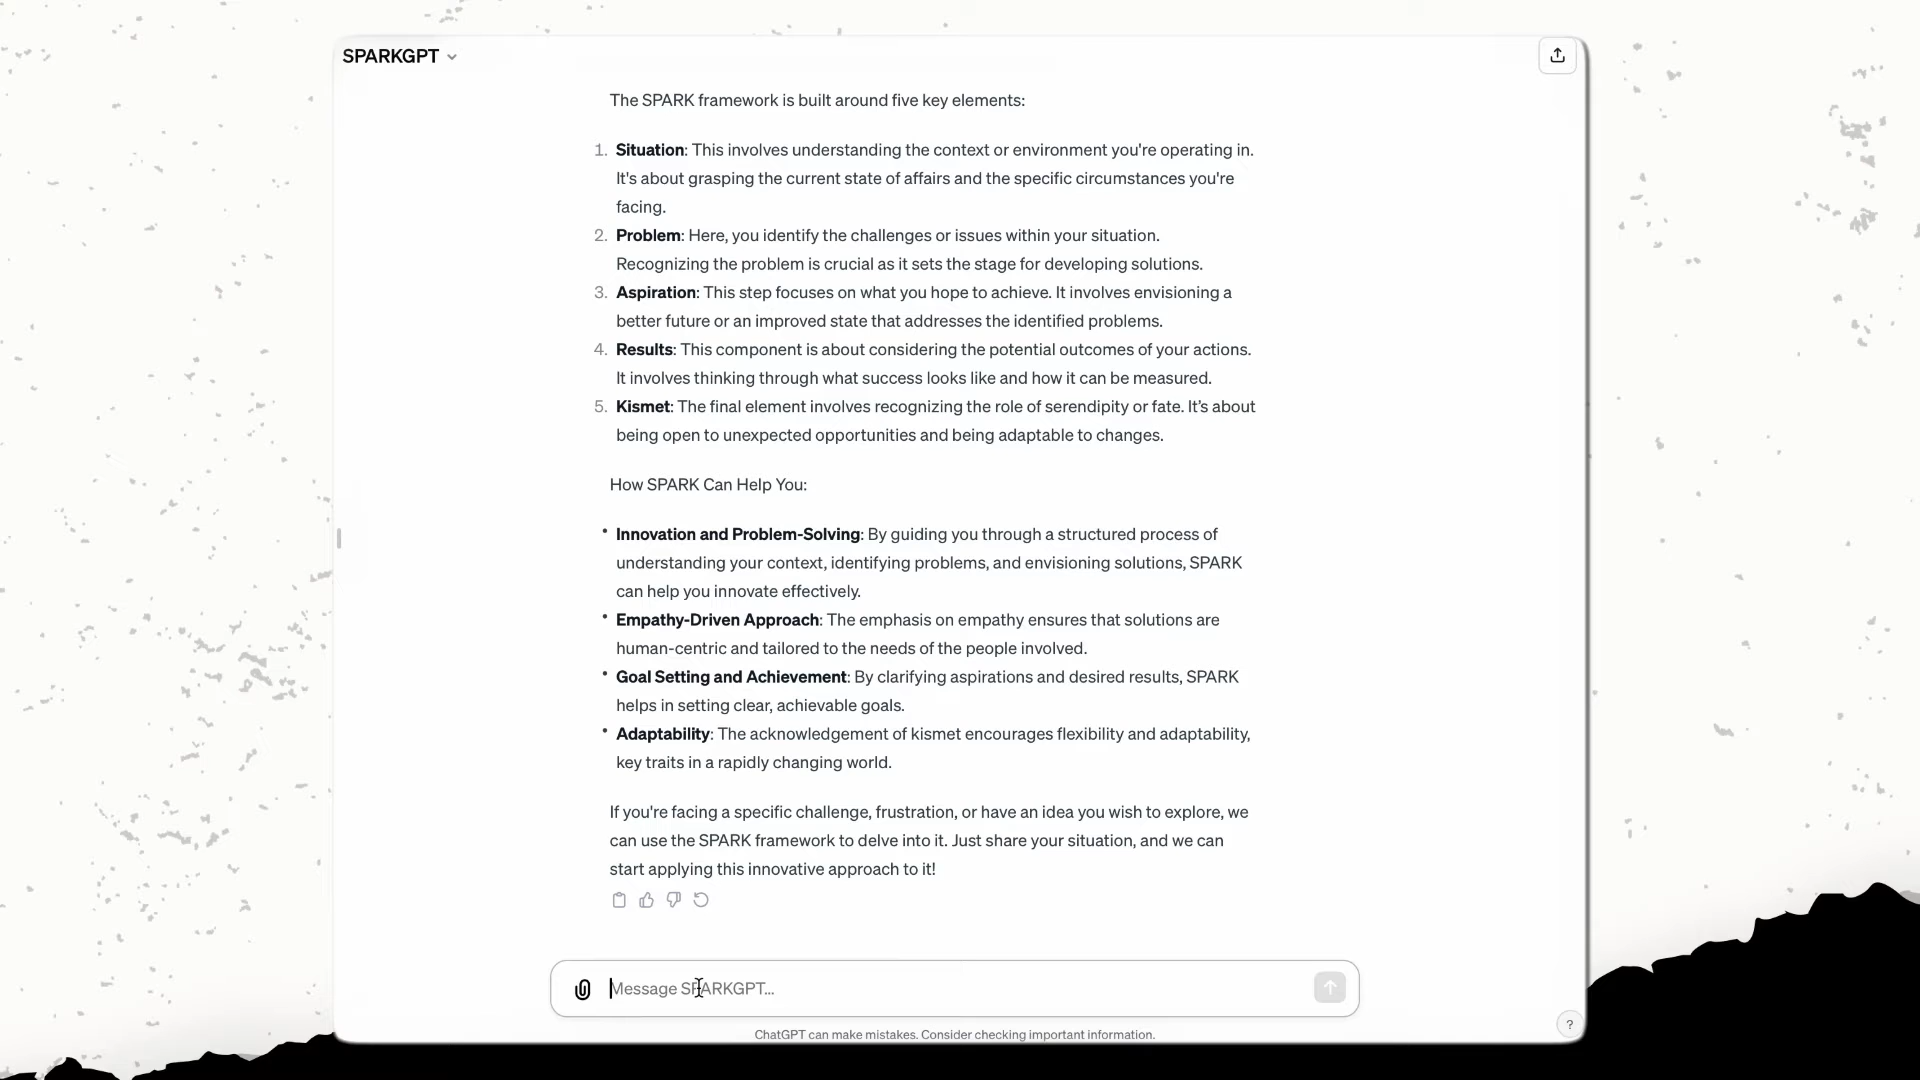 SPARKGPT
The SPARK framework is built around five key elements:
1. Situation: This involves understanding the context or environment you're operating in.
It's about grasping the current state of affairs and the specific circumstances you're
facing.
2. Problem: Here, you identify the challenges or issues within your situation.
Recognizing the problem is crucial as it sets the stage for developing solutions.
3. Aspiration: This step focuses on what you hope to achieve. It involves envisioning a
better future or an improved state that addresses the identified problems.
4. Results: This component is about considering the potential outcomes of your actions.
It involves thinking through what success looks like and how it can be measured.
5. Kismet: The final element involves recognizing the role of serendipity or fate. It's about
being open to unexpected opportunities and being adaptable to changes.
How SPARK Can Help You:
• Innovation and Problem-Solving: By guiding you through a structured process of
understanding your context, identifying problems, and envisioning solutions, SPARK
can help you innovate effectively.
• Empathy-Driven Approach: The emphasis on empathy ensures that solutions are
human-centric and tailored to the needs of the people involved.
• Goal Setting and Achievement: By clarifying aspirations and desired results, SPARK
helps in setting clear, achievable goals.
• Adaptability: The acknowledgement of kismet encourages flexibility and adaptability,
key traits in a rapidly changing world.
If you're facing a specific challenge, frustration, or have an idea you wish to explore, we
can use the SPARK framework to delve into it. Just share your situation, and we can
start applying this innovative approach to it!
Message SPARKGPT...
ChatGPT can make mistakes. Consider checking important information.
?